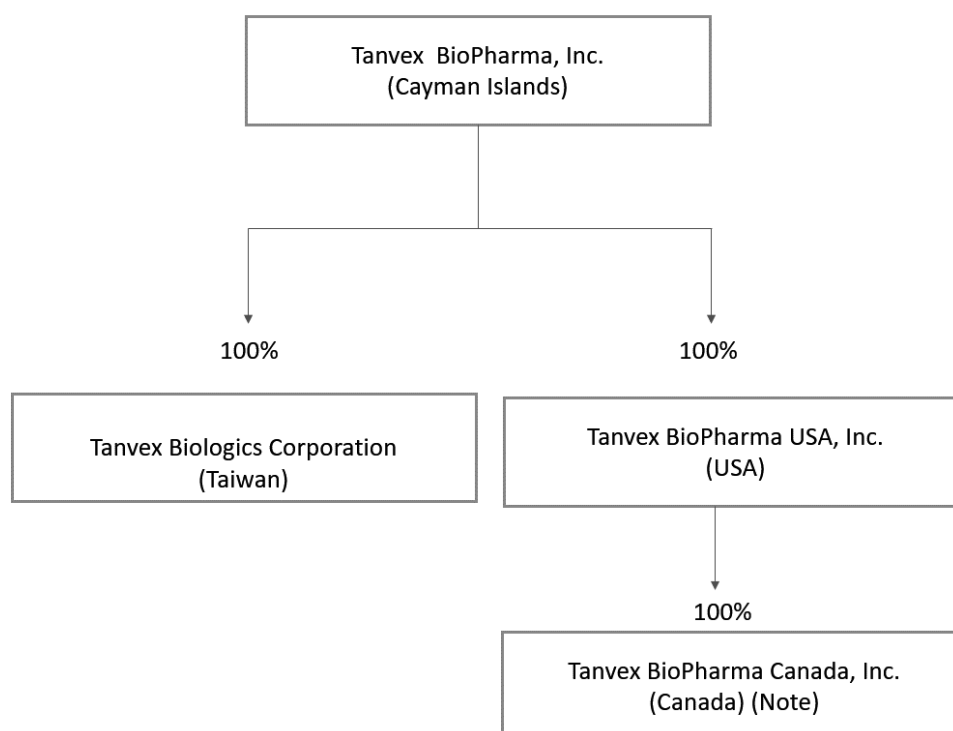 Tanvex BioPharma, Inc.
(Cayman Islands)
100%
100%
Tanvex Biologics Corporation
(Taiwan)
Tanvex BioPharma USA, Inc.
(USA)
100%
Tanvex BioPharma Canada, Inc.
(Canada) (Note)